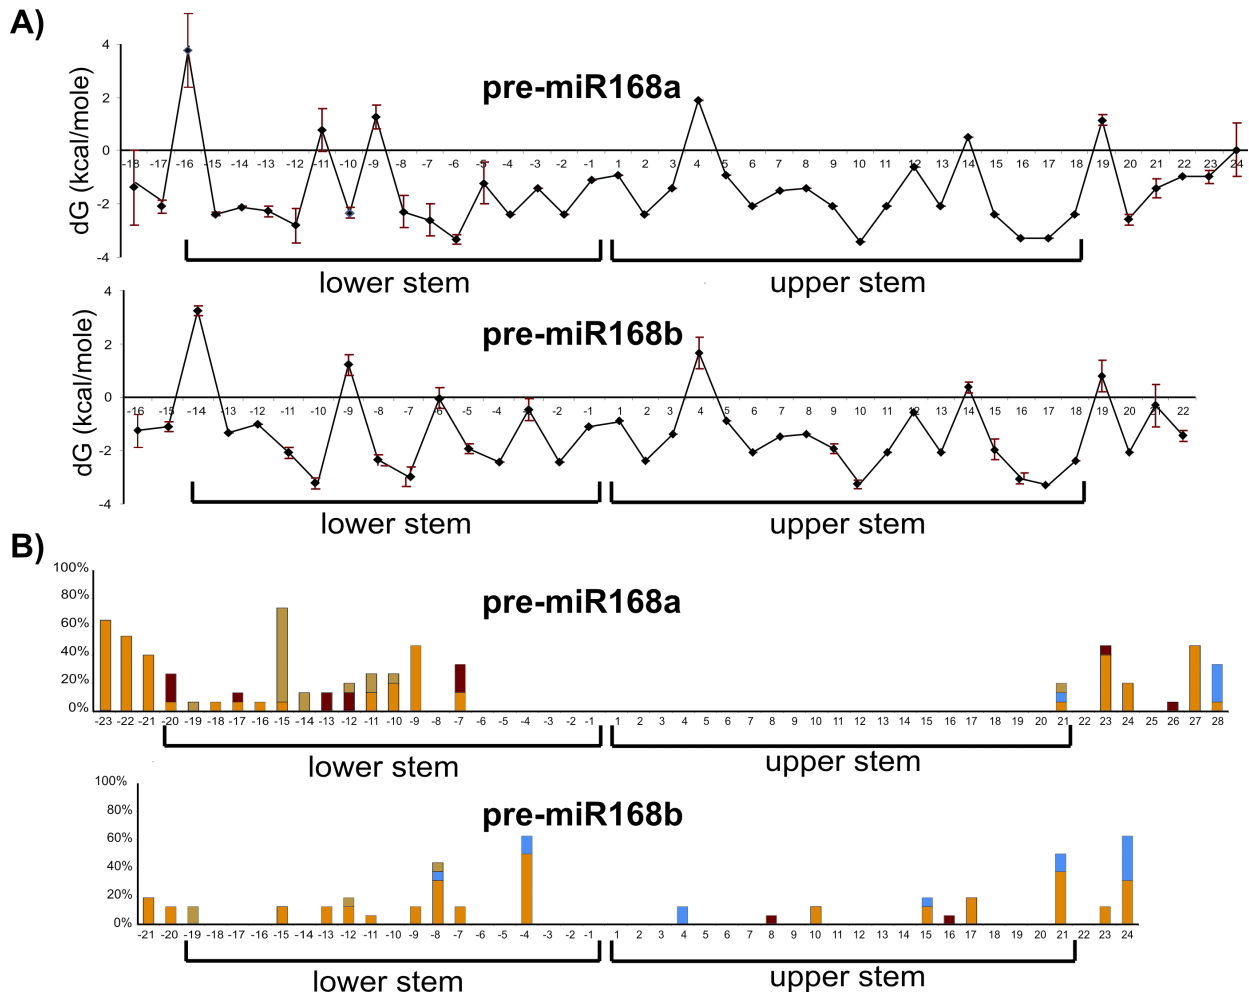 A)
pre-miR168a
dG (kcal/mole)
4
2
0
-2
-4
-18 -17 -16 -15 -14 -13 -12 -11 -10 -9 -8 -7 -6 -5 -4 -3 -2 -1 1 2 3 4 5 6 7 8 9 10 11 12 13 14 15 16 17 18 19 20 21 22 23 24
lower stem
upper stem
pre-miR168b
dG (kcal/mole)
4
2
0
-2
-4
-16 -15 -14 -13 -12 -11 -10 -9 -8 -7 -6 -5 -4 -3 -2 -1 1 2 3 4 5 6 7 8 9 10 11 12 13 14 15 16 17 18 19 20 21 22
lower stem
upper stem
B)
pre-miR168a
100%
80%
60%
40%
20%
0%
-23 -22 -21 -20 -19 -18 -17 -16 -15 -14 -13 -12 -11 -10 -9 -8 -7 -6 -5 -4 -3 -2 -1 1 2 3 4 5 6 7 8 9 10 11 12 13 14 15 16 17 18 19 20 21 22 23 24 25 26 27 28
lower stem
upper stem
pre-miR168b
100%
80%
60%
40%
20%
0%
-21 -20 -19 -17 -16 -15 -14 -13 -12 -11 -10 -9 -8 -7 -6 -5 -4 -3 -2 -1 1 2 3 4 5 6 7 8 9 10 11 12 13 14 15 16 17 18 19 20 21 22 23 24
lower stem
upper stem